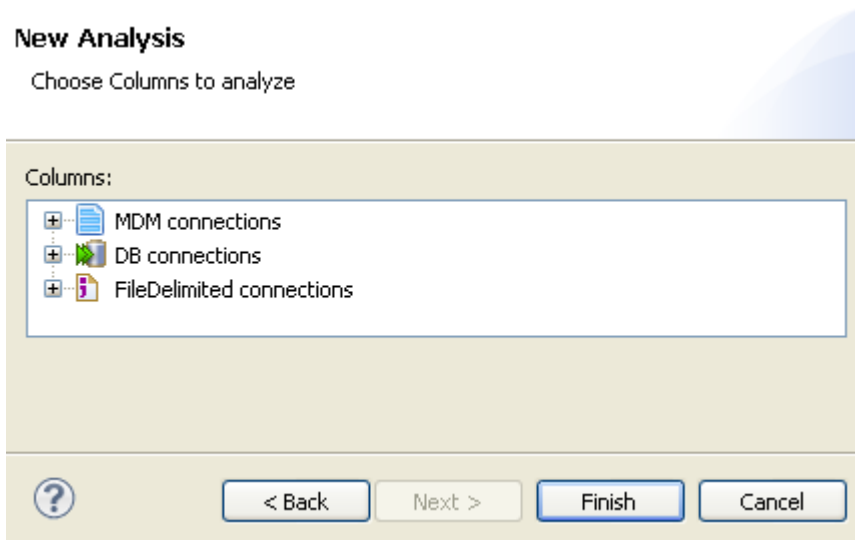 New Analysis
Choose Columns to analyze
Columns:
MDM connections
DB connections
FileDelimited connections
?
< Back
Next >
Finish
Cancel